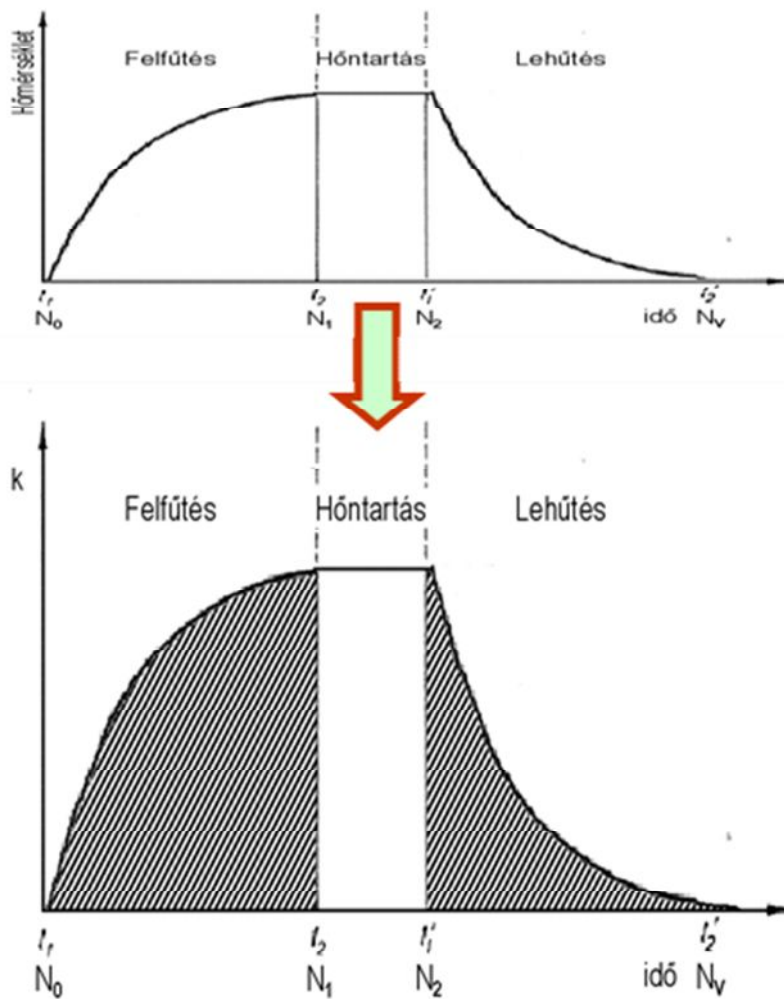 Hőmérséklet
Felfűtés Hőntartás Lehűtés
t₁ t₂ t₁' t₂'
N₀ N₁ N₂ idő Nᵥ
k
Felfűtés Hőntartás Lehűtés
t₁ t₂ t₁' t₂'
N₀ N₁ N₂ idő Nᵥ